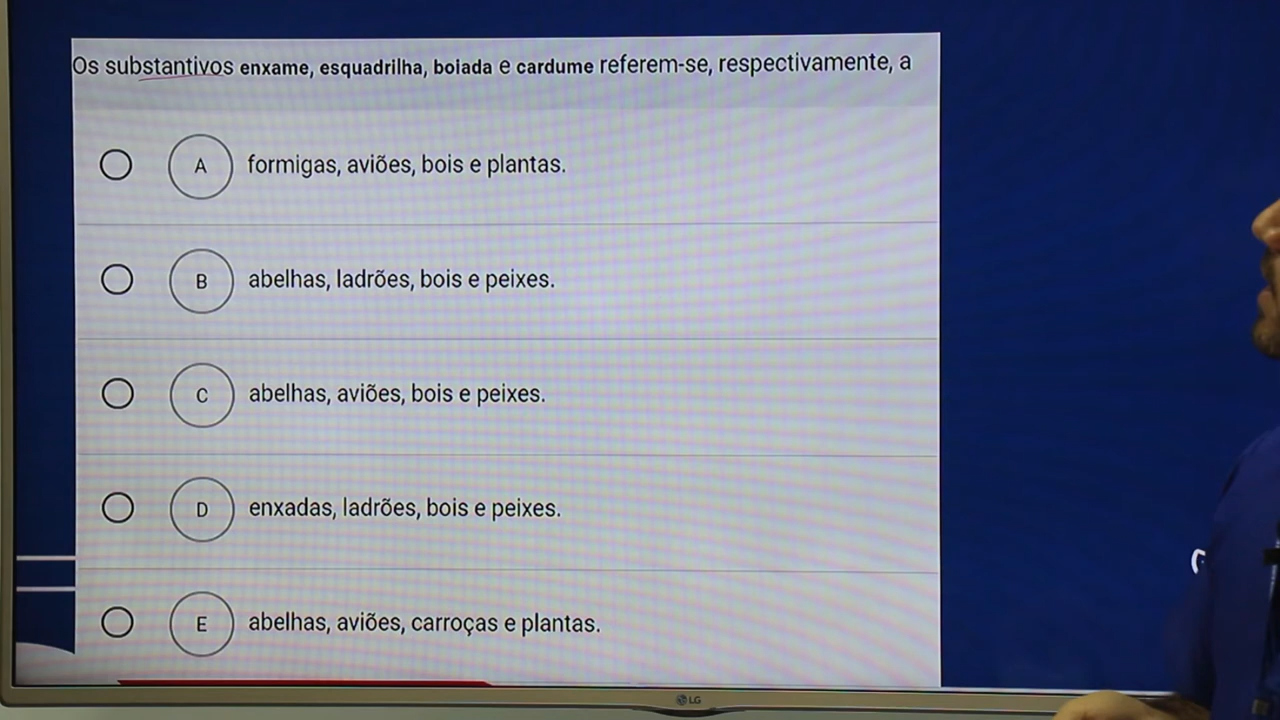 Os substantivos enxame, esquadrilha, boiada e cardume referem-se, respectivamente, a
A formigas, aviões, bois e plantas.
B abelhas, ladrões, bois e peixes.
C abelhas, aviões, bois e peixes.
D enxadas, ladrões, bois e peixes.
E abelhas, aviões, carroças e plantas.
LG